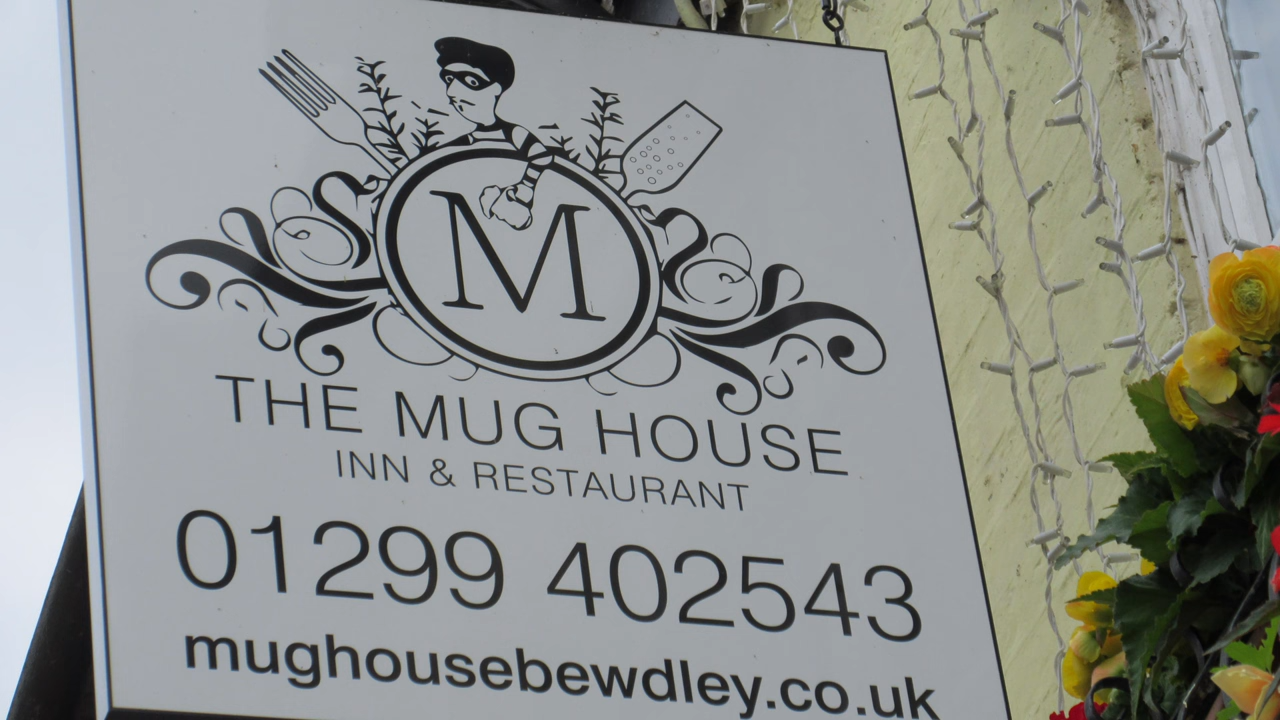 M
THE MUG HOUSE
INN & RESTAURANT
01299 402543
mughousebewdley.co.uk